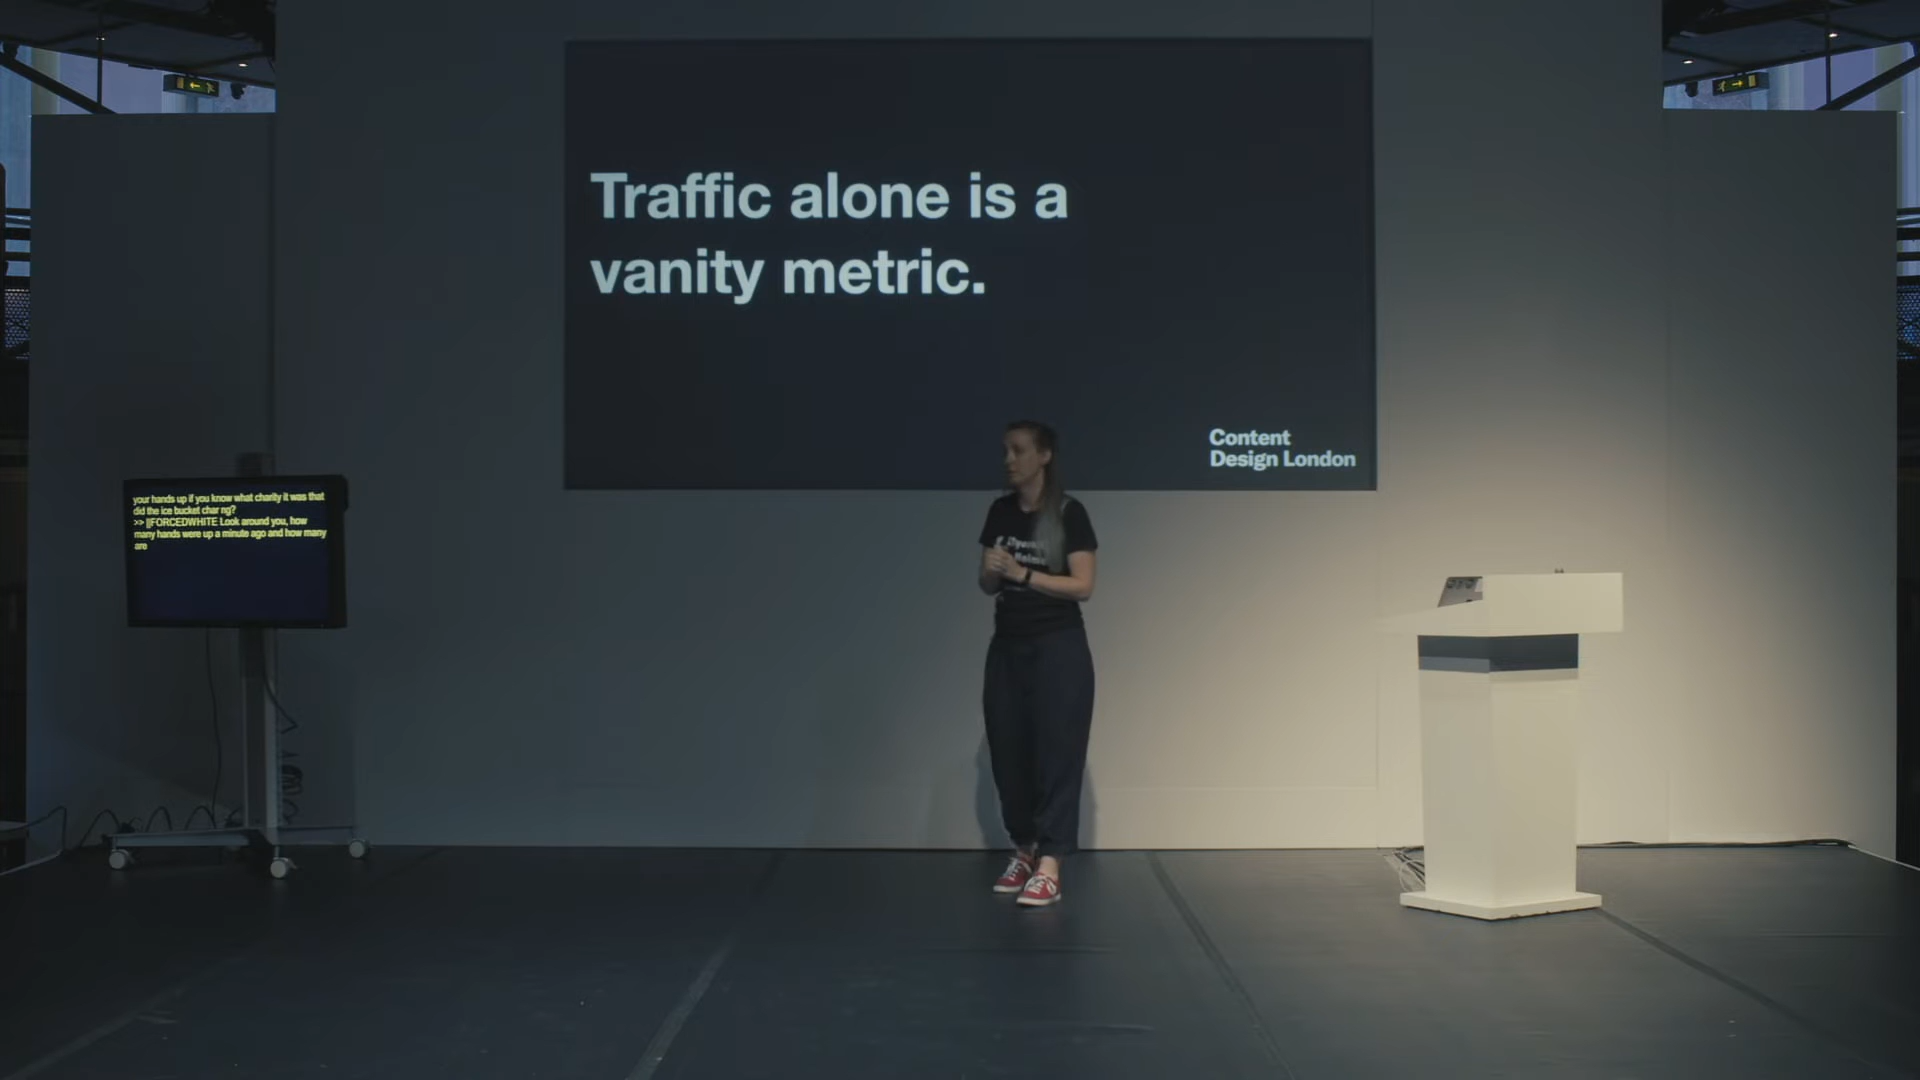 Traffic alone is a
vanity metric.
Content
Design London
your hands up if you know what charity it was that
did the ice bucket char ng?
>> [|FORCEDWHITE Look around you, how
many hands were up a minute ago and how many
are